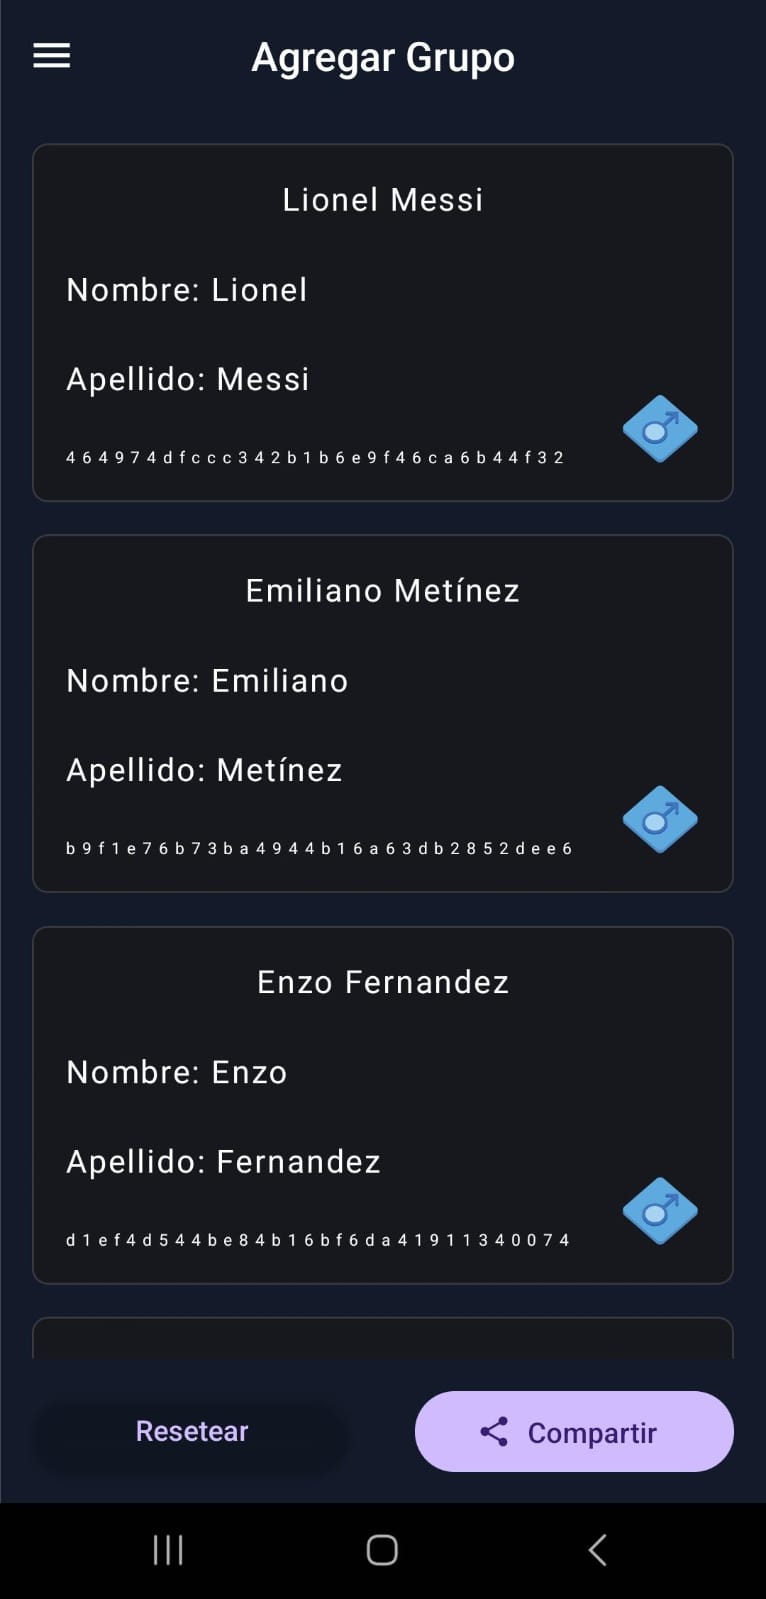 Agregar Grupo
Lionel Messi
Nombre: Lionel
Apellido: Messi
464974dfccc342b1b6e9f46ca6b44f32
Emiliano Metínez
Nombre: Emiliano
Apellido: Metínez
b9f1e76b73ba4944b16a63db2852dee6
Enzo Fernandez
Nombre: Enzo
Apellido: Fernandez
d1ef4d544be84b16bf6da41911340074
Resetear
Compartir